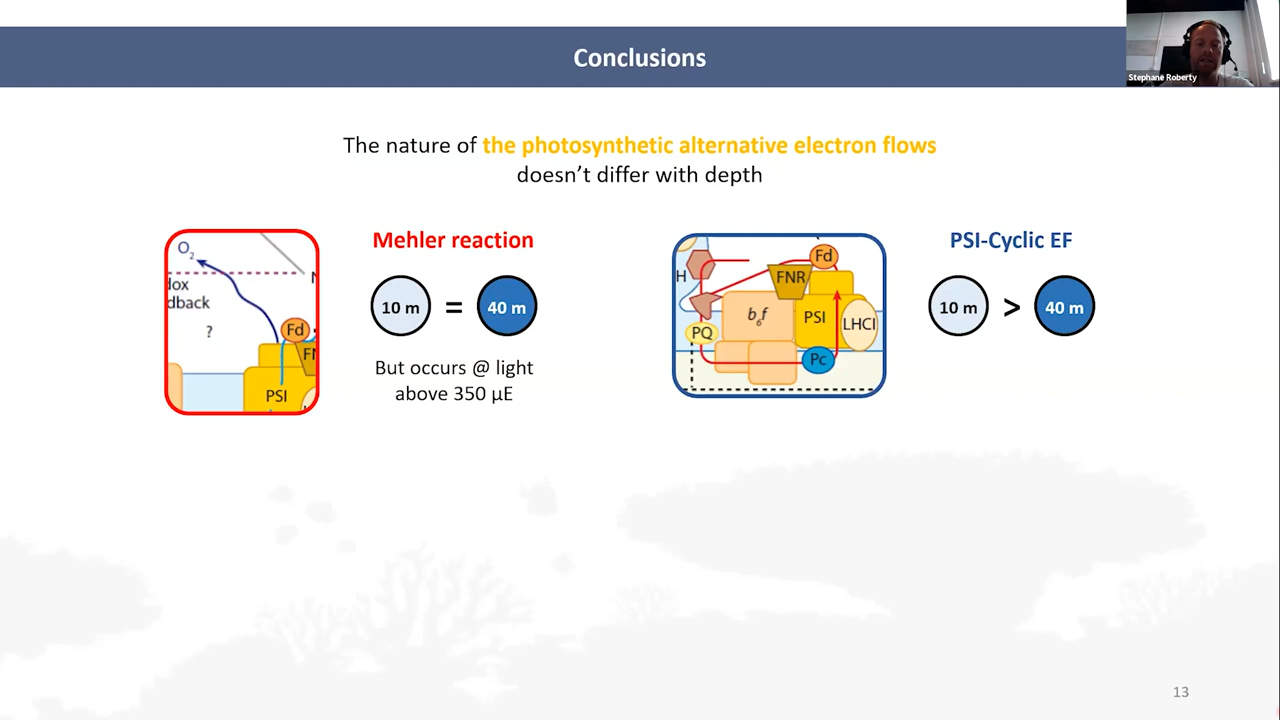 Conclusions
Stephane Roberty
The nature of the photosynthetic alternative electron flows
doesn't differ with depth
Mehler reaction
10 m = 40 m
But occurs @ light
above 350 µE
O₂
dox
dback
?
Fd
PSI
PSI-Cyclic EF
10 m > 40 m
H
Fd
FNR
b₆f
PSI
LHCI
PQ
Pc
13